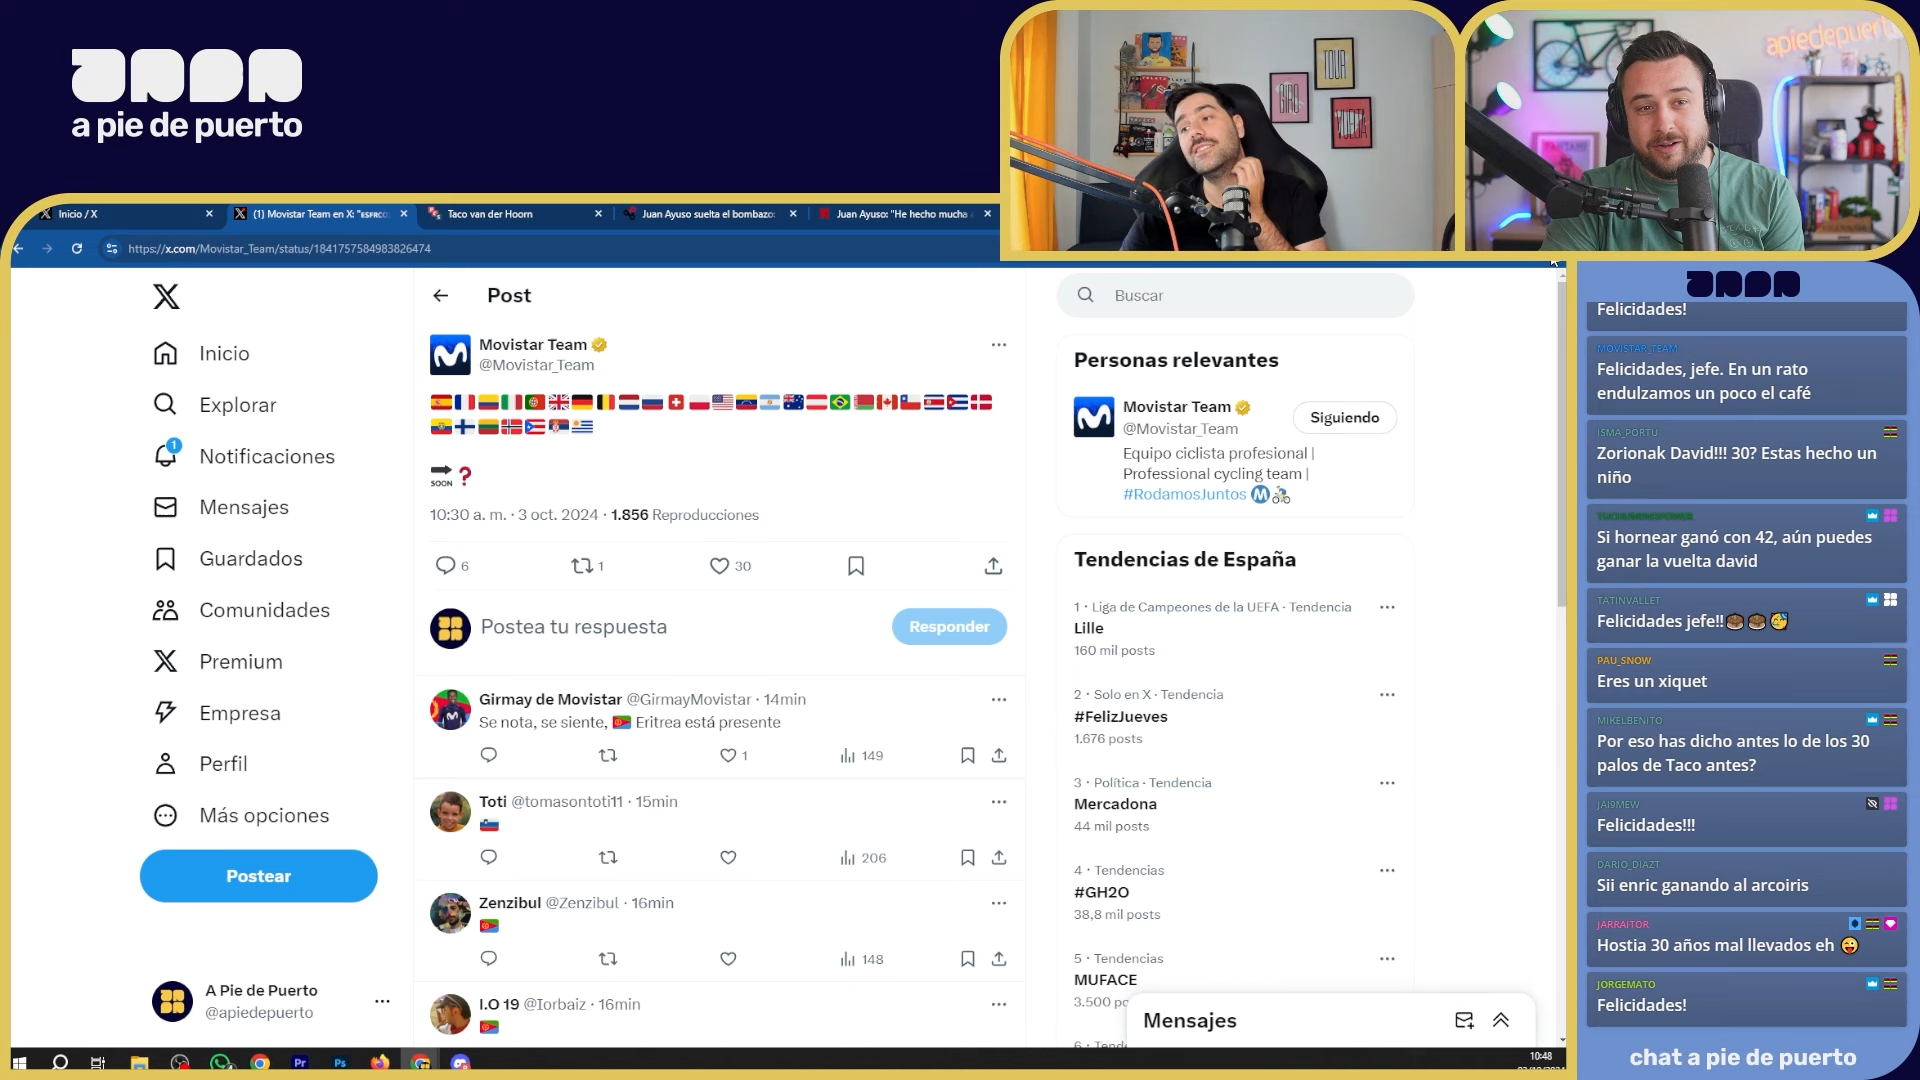 a pie de puerto
TOUR
GIRO
VUELTA
apiedepuerto
Inicio / X
(1) Movistar Team en X: "ESFRCO
Taco van der Hoorn
Juan Ayuso suelta el bombazo:
Juan Ayuso: "He hecho mucha
https://x.com/Movistar_Team/status/1841757584983826474
Inicio
Explorar
1
Notificaciones
Mensajes
Guardados
Comunidades
Premium
Empresa
Perfil
Más opciones
Postear
A Pie de Puerto
@apiedepuerto
Post
Movistar Team
@Movistar_Team
🇪🇸🇫🇷🇨🇴🇮🇹🇵🇹🇬🇧🇩🇪🇧🇪🇳🇱🇸🇮🇨🇭🇵🇱🇺🇸🇻🇪🇦🇷🇦🇺🇦🇹🇧🇷🇧🇾🇨🇦🇨🇱🇨🇷🇨🇺🇩🇰
🇪🇨🇫🇮🇱🇹🇳🇴🇵🇷🇷🇸🇺🇾
🔜❓
10:30 a. m. · 3 oct. 2024 · 1.856 Reproducciones
6
1
30
Postea tu respuesta
Responder
Girmay de Movistar @GirmayMovistar · 14min
Se nota, se siente, 🇪🇷 Eritrea está presente
1
149
Toti @tomasontoti11 · 15min
🇸🇮
206
Zenzibul @Zenzibul · 16min
🇪🇷
148
I.O 19 @Iorbaiz · 16min
🇪🇷
Buscar
Personas relevantes
Movistar Team
@Movistar_Team
Siguiendo
Equipo ciclista profesional |
Professional cycling team |
#RodamosJuntos Ⓜ️🚴
Tendencias de España
1 · Liga de Campeones de la UEFA · Tendencia
Lille
160 mil posts
2 · Solo en X · Tendencia
#FelizJueves
1.676 posts
3 · Política · Tendencia
Mercadona
44 mil posts
4 · Tendencias
#GH2O
38,8 mil posts
5 · Tendencias
MUFACE
3.500 po
6 · Tende
Mensajes
10:48
Felicidades!
MOVISTAR_TEAM
Felicidades, jefe. En un rato
endulzamos un poco el café
ISMA_PORTU
Zorionak David!!! 30? Estas hecho un
niño
Si hornear ganó con 42, aún puedes
ganar la vuelta david
TATINVALLET
Felicidades jefe!!🎂🎂🥳
PAU_SNOW
Eres un xiquet
MIKELBENITO
Por eso has dicho antes lo de los 30
palos de Taco antes?
JAI9MEW
Felicidades!!!
DARIO_DIAZT
Sii enric ganando al arcoiris
JARRAITOR
Hostia 30 años mal llevados eh 😜
JORGEMATO
Felicidades!
chat a pie de puerto